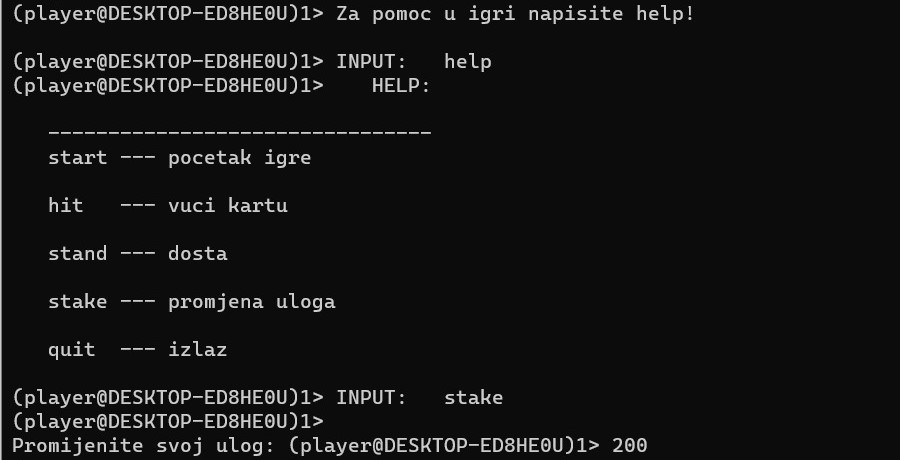 (player@DESKTOP-ED8HE0U)1> Za pomoc u igri napisite help!
(player@DESKTOP-ED8HE0U)1> INPUT:   help
(player@DESKTOP-ED8HE0U)1>    HELP:
--------------------------------
start --- pocetak igre
hit   --- vuci kartu
stand --- dosta
stake --- promjena uloga
quit  --- izlaz
(player@DESKTOP-ED8HE0U)1> INPUT:   stake
(player@DESKTOP-ED8HE0U)1>
Promijenite svoj ulog: (player@DESKTOP-ED8HE0U)1> 200